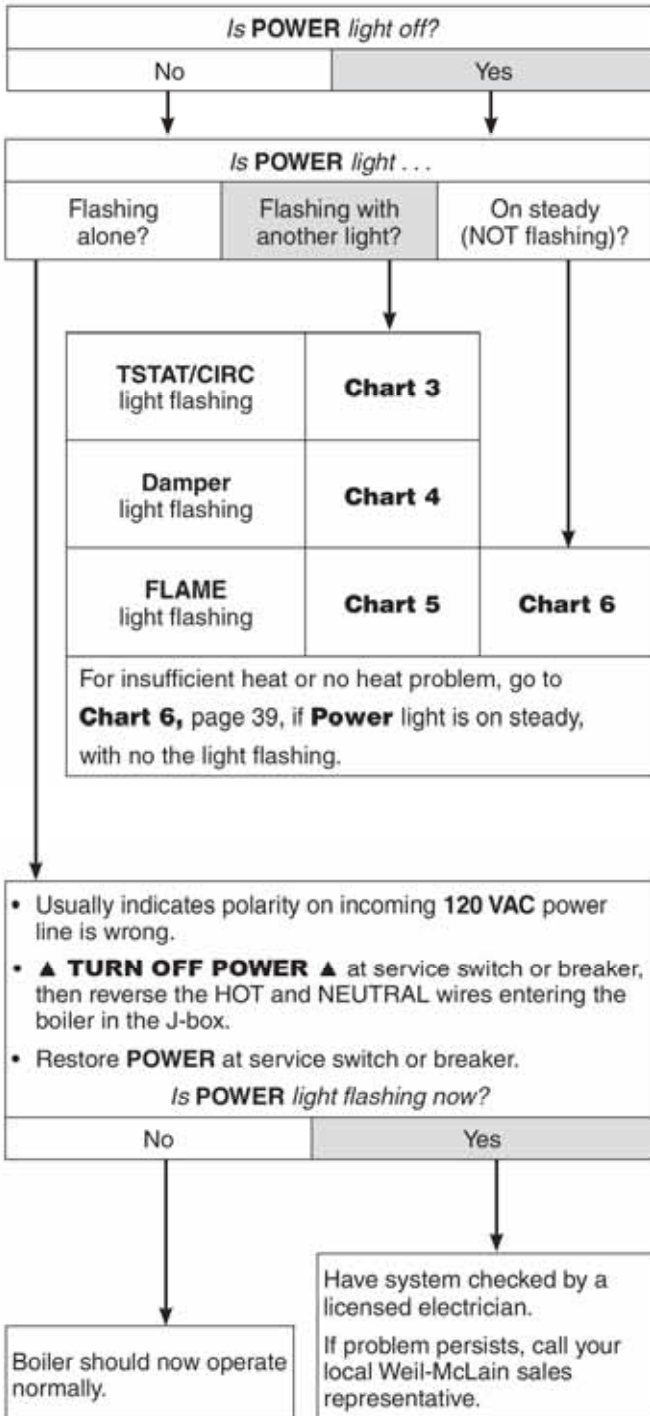 Is POWER light off?
No
Yes
Is POWER light . . .
Flashing
alone?
Flashing with
another light?
On steady
(NOT flashing)?
TSTAT/CIRC
light flashing
Chart 3
Damper
light flashing
Chart 4
FLAME
light flashing
Chart 5
Chart 6
For insufficient heat or no heat problem, go to
Chart 6, page 39, if Power light is on steady,
with no the light flashing.
• Usually indicates polarity on incoming 120 VAC power
line is wrong.
• ▲ TURN OFF POWER ▲ at service switch or breaker,
then reverse the HOT and NEUTRAL wires entering the
boiler in the J-box.
• Restore POWER at service switch or breaker.
Is POWER light flashing now?
No
Yes
Boiler should now operate
normally.
Have system checked by a
licensed electrician.
If problem persists, call your
local Weil-McLain sales
representative.